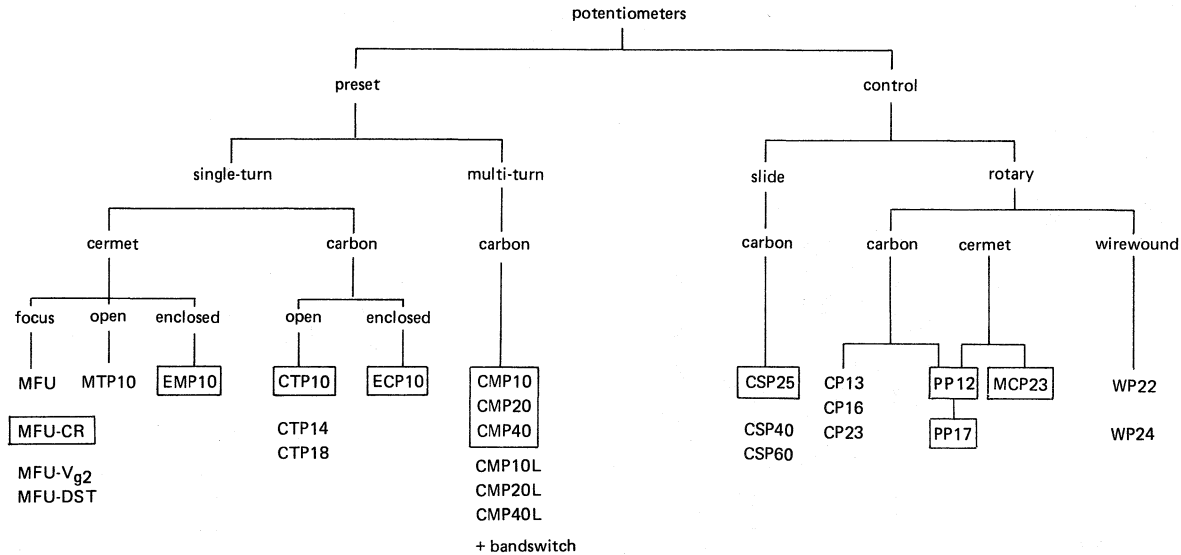 potentiometers
preset control
single-turn multi-turn slide rotary
cermet carbon carbon carbon carbon cermet wirewound
focus open enclosed open enclosed
MFU MTP10 EMP10 CTP10 ECP10 CMP10 CSP25 CP13 PP12 MCP23 WP22
CMP20 CP16
MFU-CR CTP14 CMP40 CSP40 CP23 PP17 WP24
CTP18 CSP60
MFU-Vg2 CMP10L
MFU-DST CMP20L
CMP40L
+ bandswitch